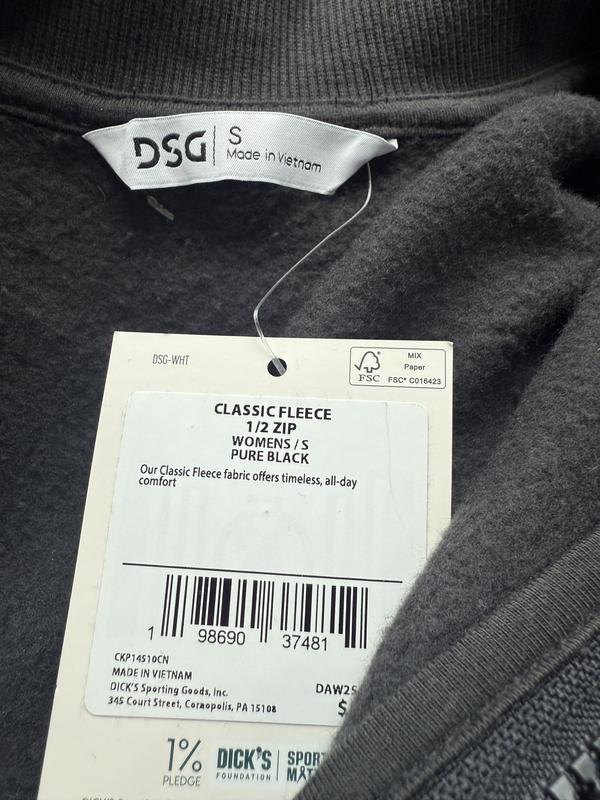 DSG S
Made in Vietnam
DSG-WHT
MIX
Paper
FSC
FSC® C016423
CLASSIC FLEECE
1/2 ZIP
WOMENS / S
PURE BLACK
Our Classic Fleece fabric offers timeless, all-day
comfort
1 98690 37481
CKP14510CN
MADE IN VIETNAM
DICK'S Sporting Goods, Inc.
DAW25
345 Court Street, Coraopolis, PA 15108
$
1%
PLEDGE
DICK'S
FOUNDATION
SPOR
MAT